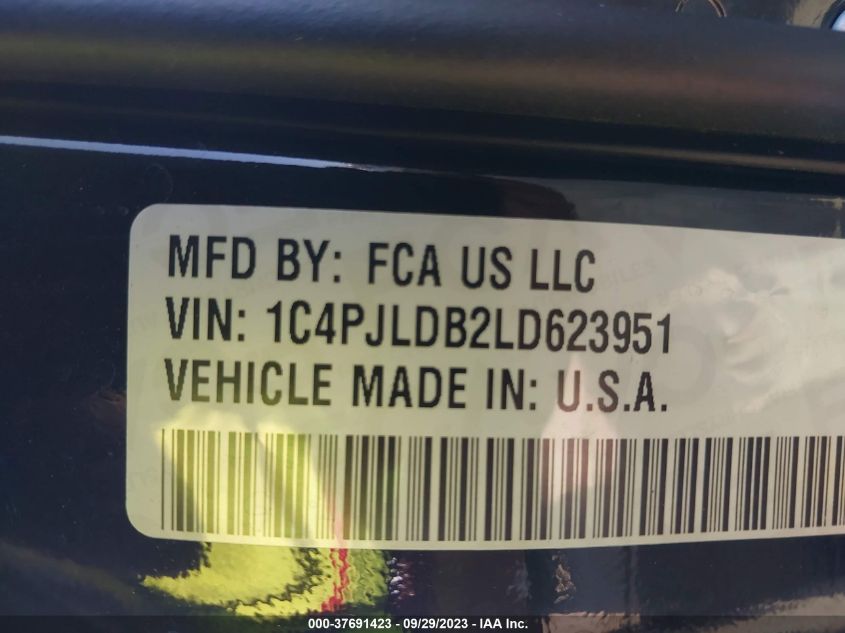 MFD BY: FCA US LLC
VIN: 1C4PJLDB2LD623951
VEHICLE MADE IN: U.S.A.
000-37691423 - 09/29/2023 - IAA Inc.